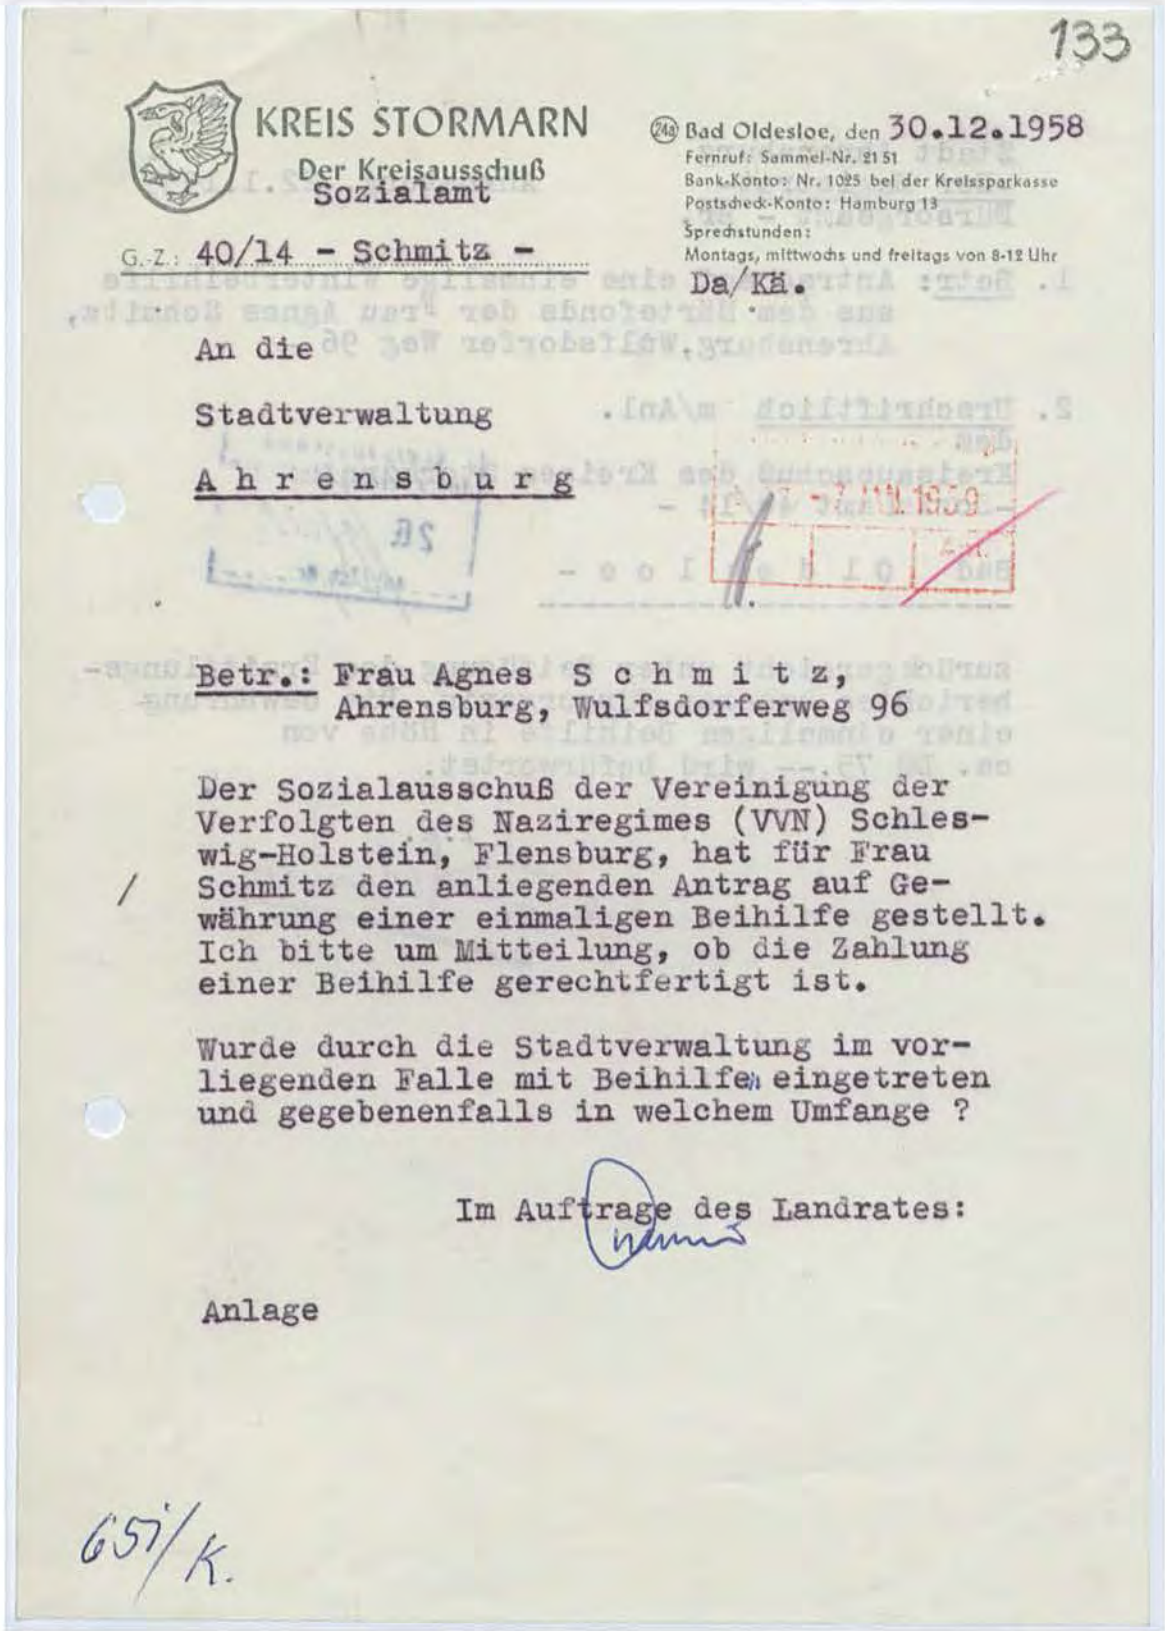 133
KREIS STORMARN
Der Kreisausschuß
Sozialamt
G.-Z.: 40/14 - Schmitz -
24a Bad Oldesloe, den 30.12.1958
Fernruf: Sammel-Nr. 2151
Bank-Konto: Nr. 1025 bei der Kreissparkasse
Postscheck-Konto: Hamburg 13
Sprechstunden:
Montags, mittwochs und freitags von 8-12 Uhr
Da/Kä.
An die
Stadtverwaltung
A h r e n s b u r g
1959
Betr.: Frau Agnes S c h m i t z,
Ahrensburg, Wulfsdorferweg 96
Der Sozialausschuß der Vereinigung der
Verfolgten des Naziregimes (VVN) Schles-
wig-Holstein, Flensburg, hat für Frau
/ Schmitz den anliegenden Antrag auf Ge-
währung einer einmaligen Beihilfe gestellt.
Ich bitte um Mitteilung, ob die Zahlung
einer Beihilfe gerechtfertigt ist.
Wurde durch die Stadtverwaltung im vor-
liegenden Falle mit Beihilfen eingetreten
und gegebenenfalls in welchem Umfange ?
Im Auftrage des Landrates:
Anlage